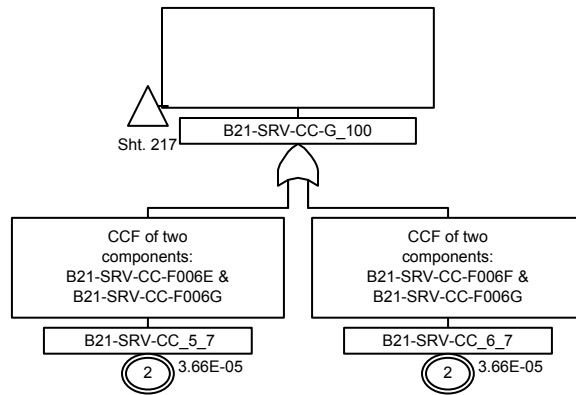 Sht. 217
B21-SRV-CC-G_100
CCF of two
components:
B21-SRV-CC-F006E &
B21-SRV-CC-F006G
B21-SRV-CC_5_7
2
3.66E-05
CCF of two
components:
B21-SRV-CC-F006F &
B21-SRV-CC-F006G
B21-SRV-CC_6_7
2
3.66E-05